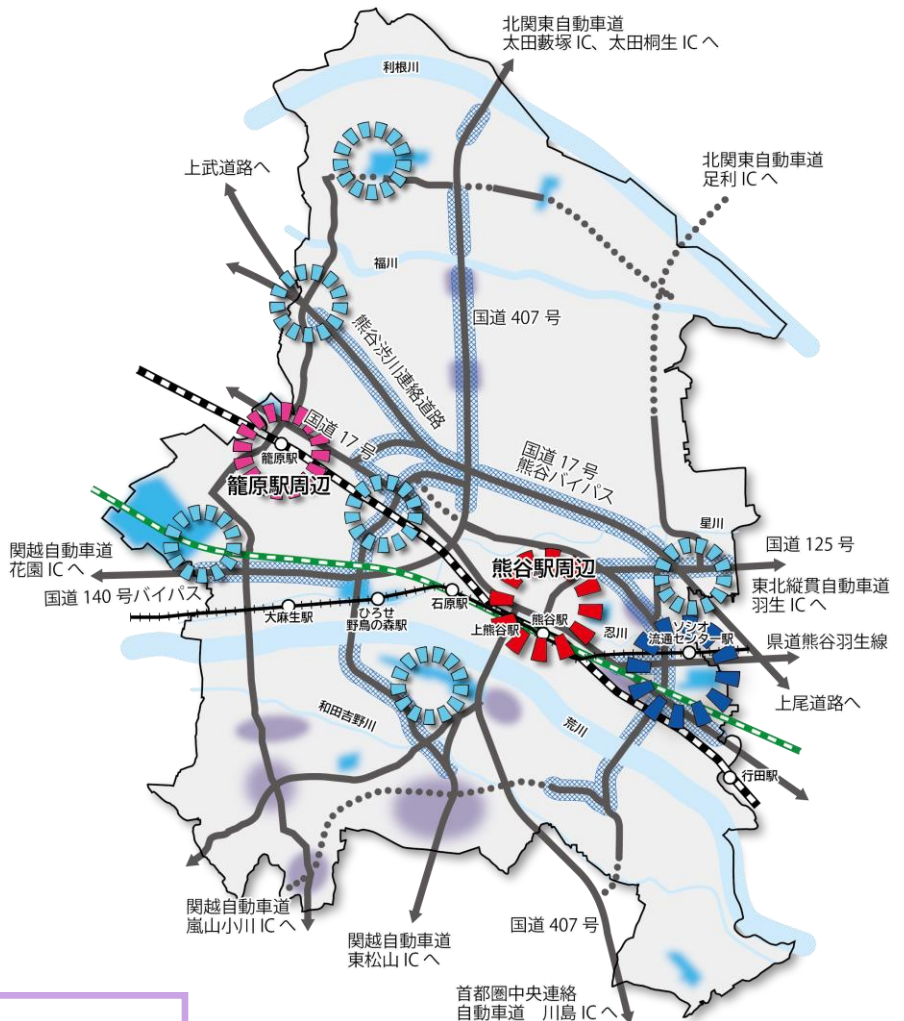 北関東自動車道
太田藪塚 IC、太田桐生 IC へ
利根川
上武道路へ
北関東自動車道
足利 IC へ
福川
国道 407 号
熊谷渋川連絡道路
国道 17 号
籠原駅
籠原駅周辺
国道 17 号
熊谷バイパス
星川
関越自動車道
花園 IC へ
国道 140 号バイパス
熊谷駅周辺
国道 125 号
東北縦貫自動車道
羽生 IC へ
大麻生駅
ひろせ
野鳥の森駅
石原駅
上熊谷駅
熊谷駅
忍川
ソシオ
流通センター駅
県道熊谷羽生線
上尾道路へ
和田吉野川
荒川
行田駅
関越自動車道
嵐山小川 IC へ
関越自動車道
東松山 IC へ
国道 407 号
首都圏中央連絡
自動車道　川島 IC へ